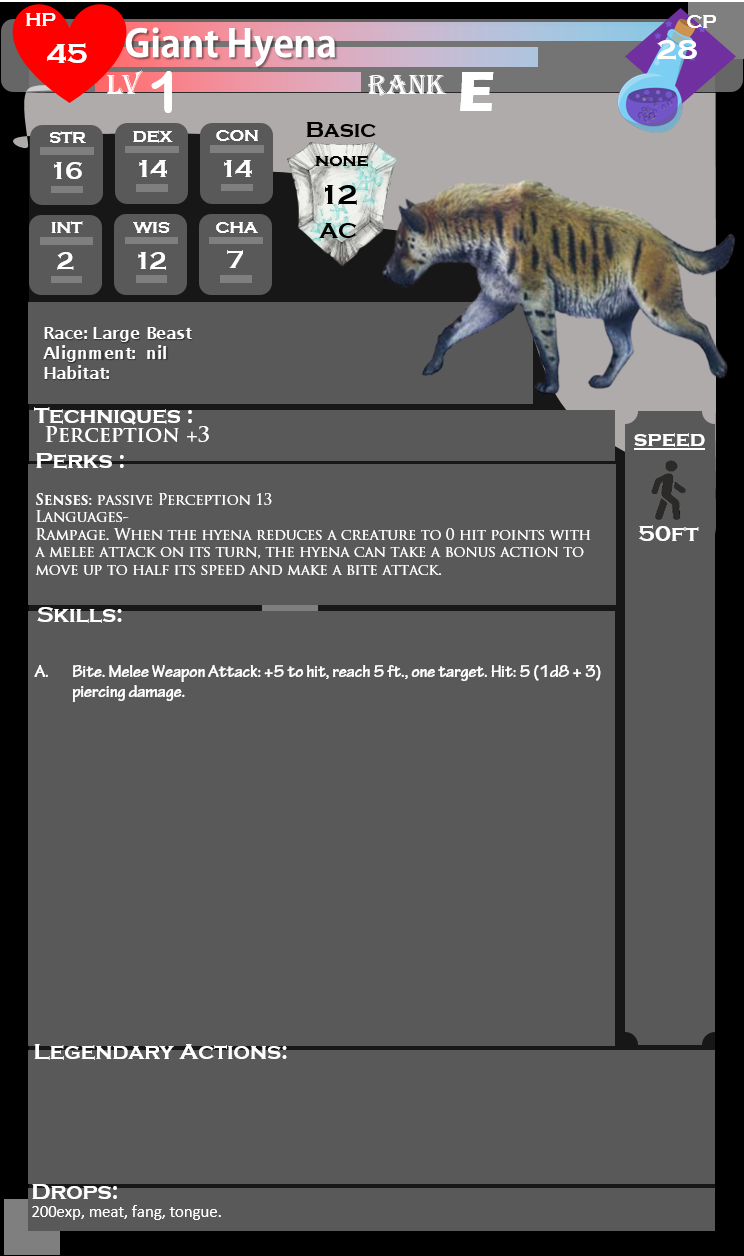 HP
45
Giant Hyena
CP
28
LV 1
RANK E
STR
16
DEX
14
CON
14
INT
2
WIS
12
CHA
7
BASIC
NONE
12
AC
Race: Large Beast
Alignment: nil
Habitat:
TECHNIQUES :
PERCEPTION +3
PERKS :
SENSES: PASSIVE PERCEPTION 13
LANGUAGES-
RAMPAGE. WHEN THE HYENA REDUCES A CREATURE TO 0 HIT POINTS WITH
A MELEE ATTACK ON ITS TURN, THE HYENA CAN TAKE A BONUS ACTION TO
MOVE UP TO HALF ITS SPEED AND MAKE A BITE ATTACK.
SPEED
50FT
SKILLS:
A. Bite. Melee Weapon Attack: +5 to hit, reach 5 ft., one target. Hit: 5 (1d8 + 3)
piercing damage.
LEGENDARY ACTIONS:
DROPS:
200exp, meat, fang, tongue.